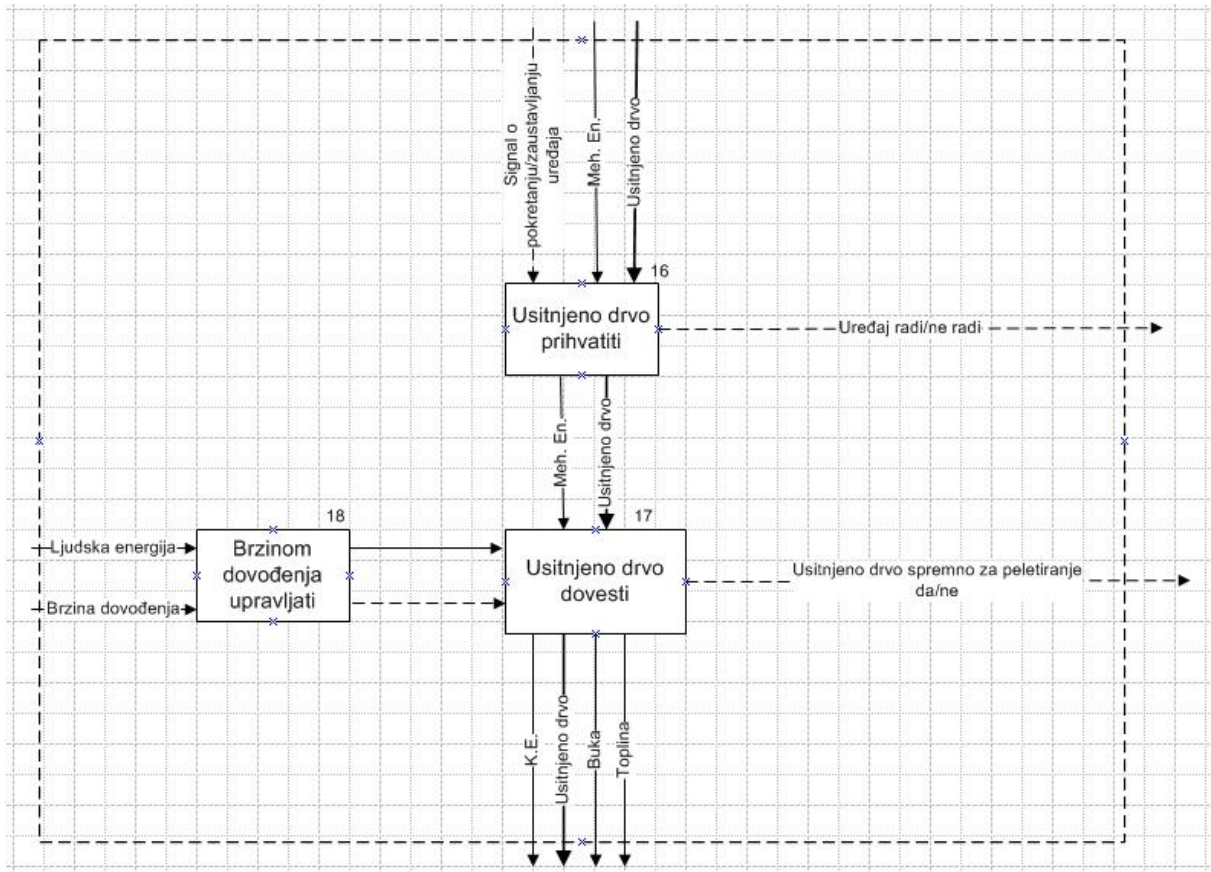 Signal o
pokretanju/zaustavljanju
uređaja
Meh. En.
Usitnjeno drvo
16
Usitnjeno drvo
prihvatiti
Uređaj radi/ne radi
Meh. En.
Usitnjeno drvo
18
17
Ljudska energija
Brzina dovođenja
Brzinom
dovođenja
upravljati
Usitnjeno drvo
dovesti
Usitnjeno drvo spremno za peletiranje
da/ne
K.E.
Usitnjeno drvo
Buka
Toplina